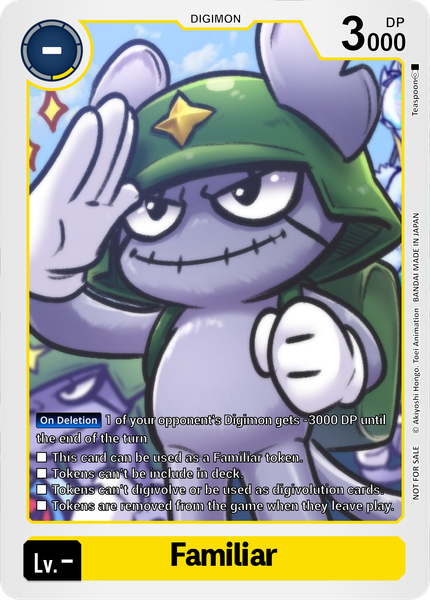 DIGIMON
-
DP
3000
Teaspoon
On Deletion 1 of your opponent's Digimon gets -3000 DP until
the end of the turn
■ This card can be used as a Familiar token.
■ Tokens can't be include in deck.
■ Tokens can't digivolve or be used as digivolution cards.
■ Tokens are removed from the game when they leave play.
NOT FOR SALE © Akiyoshi Hongo. Toei Animation BANDAI MADE IN JAPAN
Lv.-
Familiar